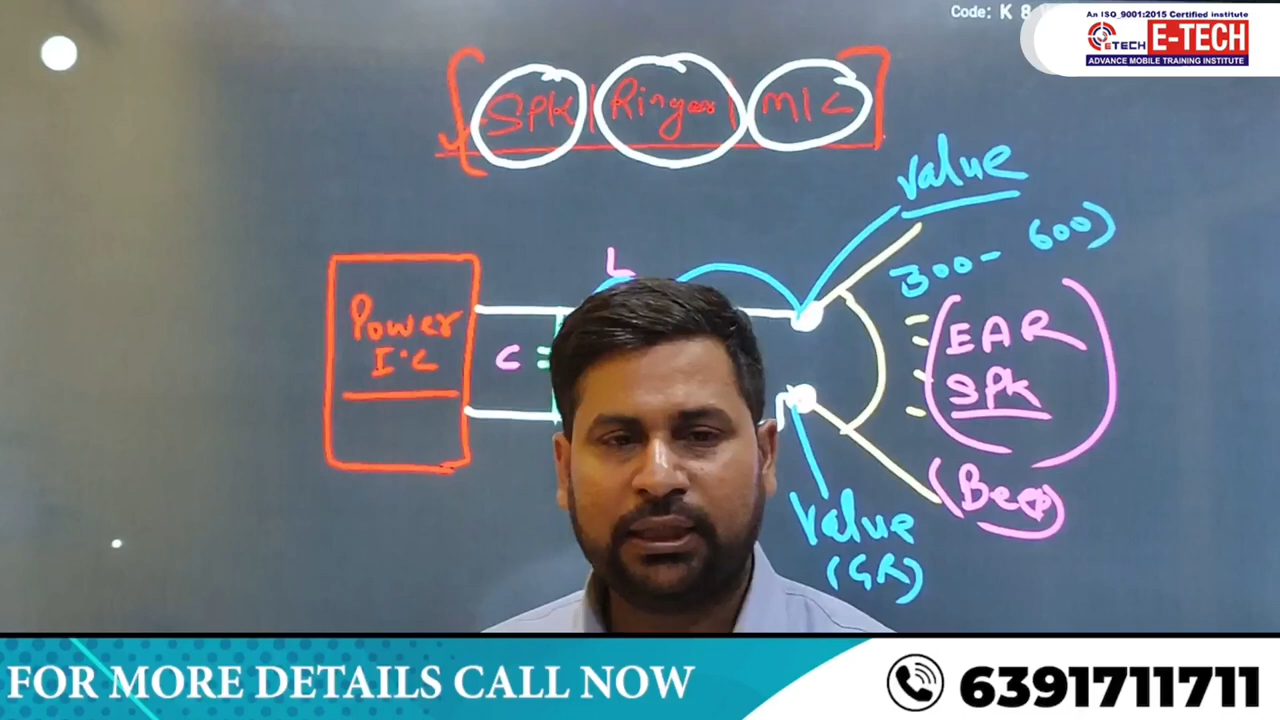 Code: K 8
An ISO 9001:2015 Certified institute
ETECH E-TECH
ADVANCE MOBILE TRAINING INSTITUTE
SPK | Ringer | MIC
value
300- 600)
L
Power
I.C
C
EAR
SPK
(Beep)
Value
(GR)
FOR MORE DETAILS CALL NOW
6391711711